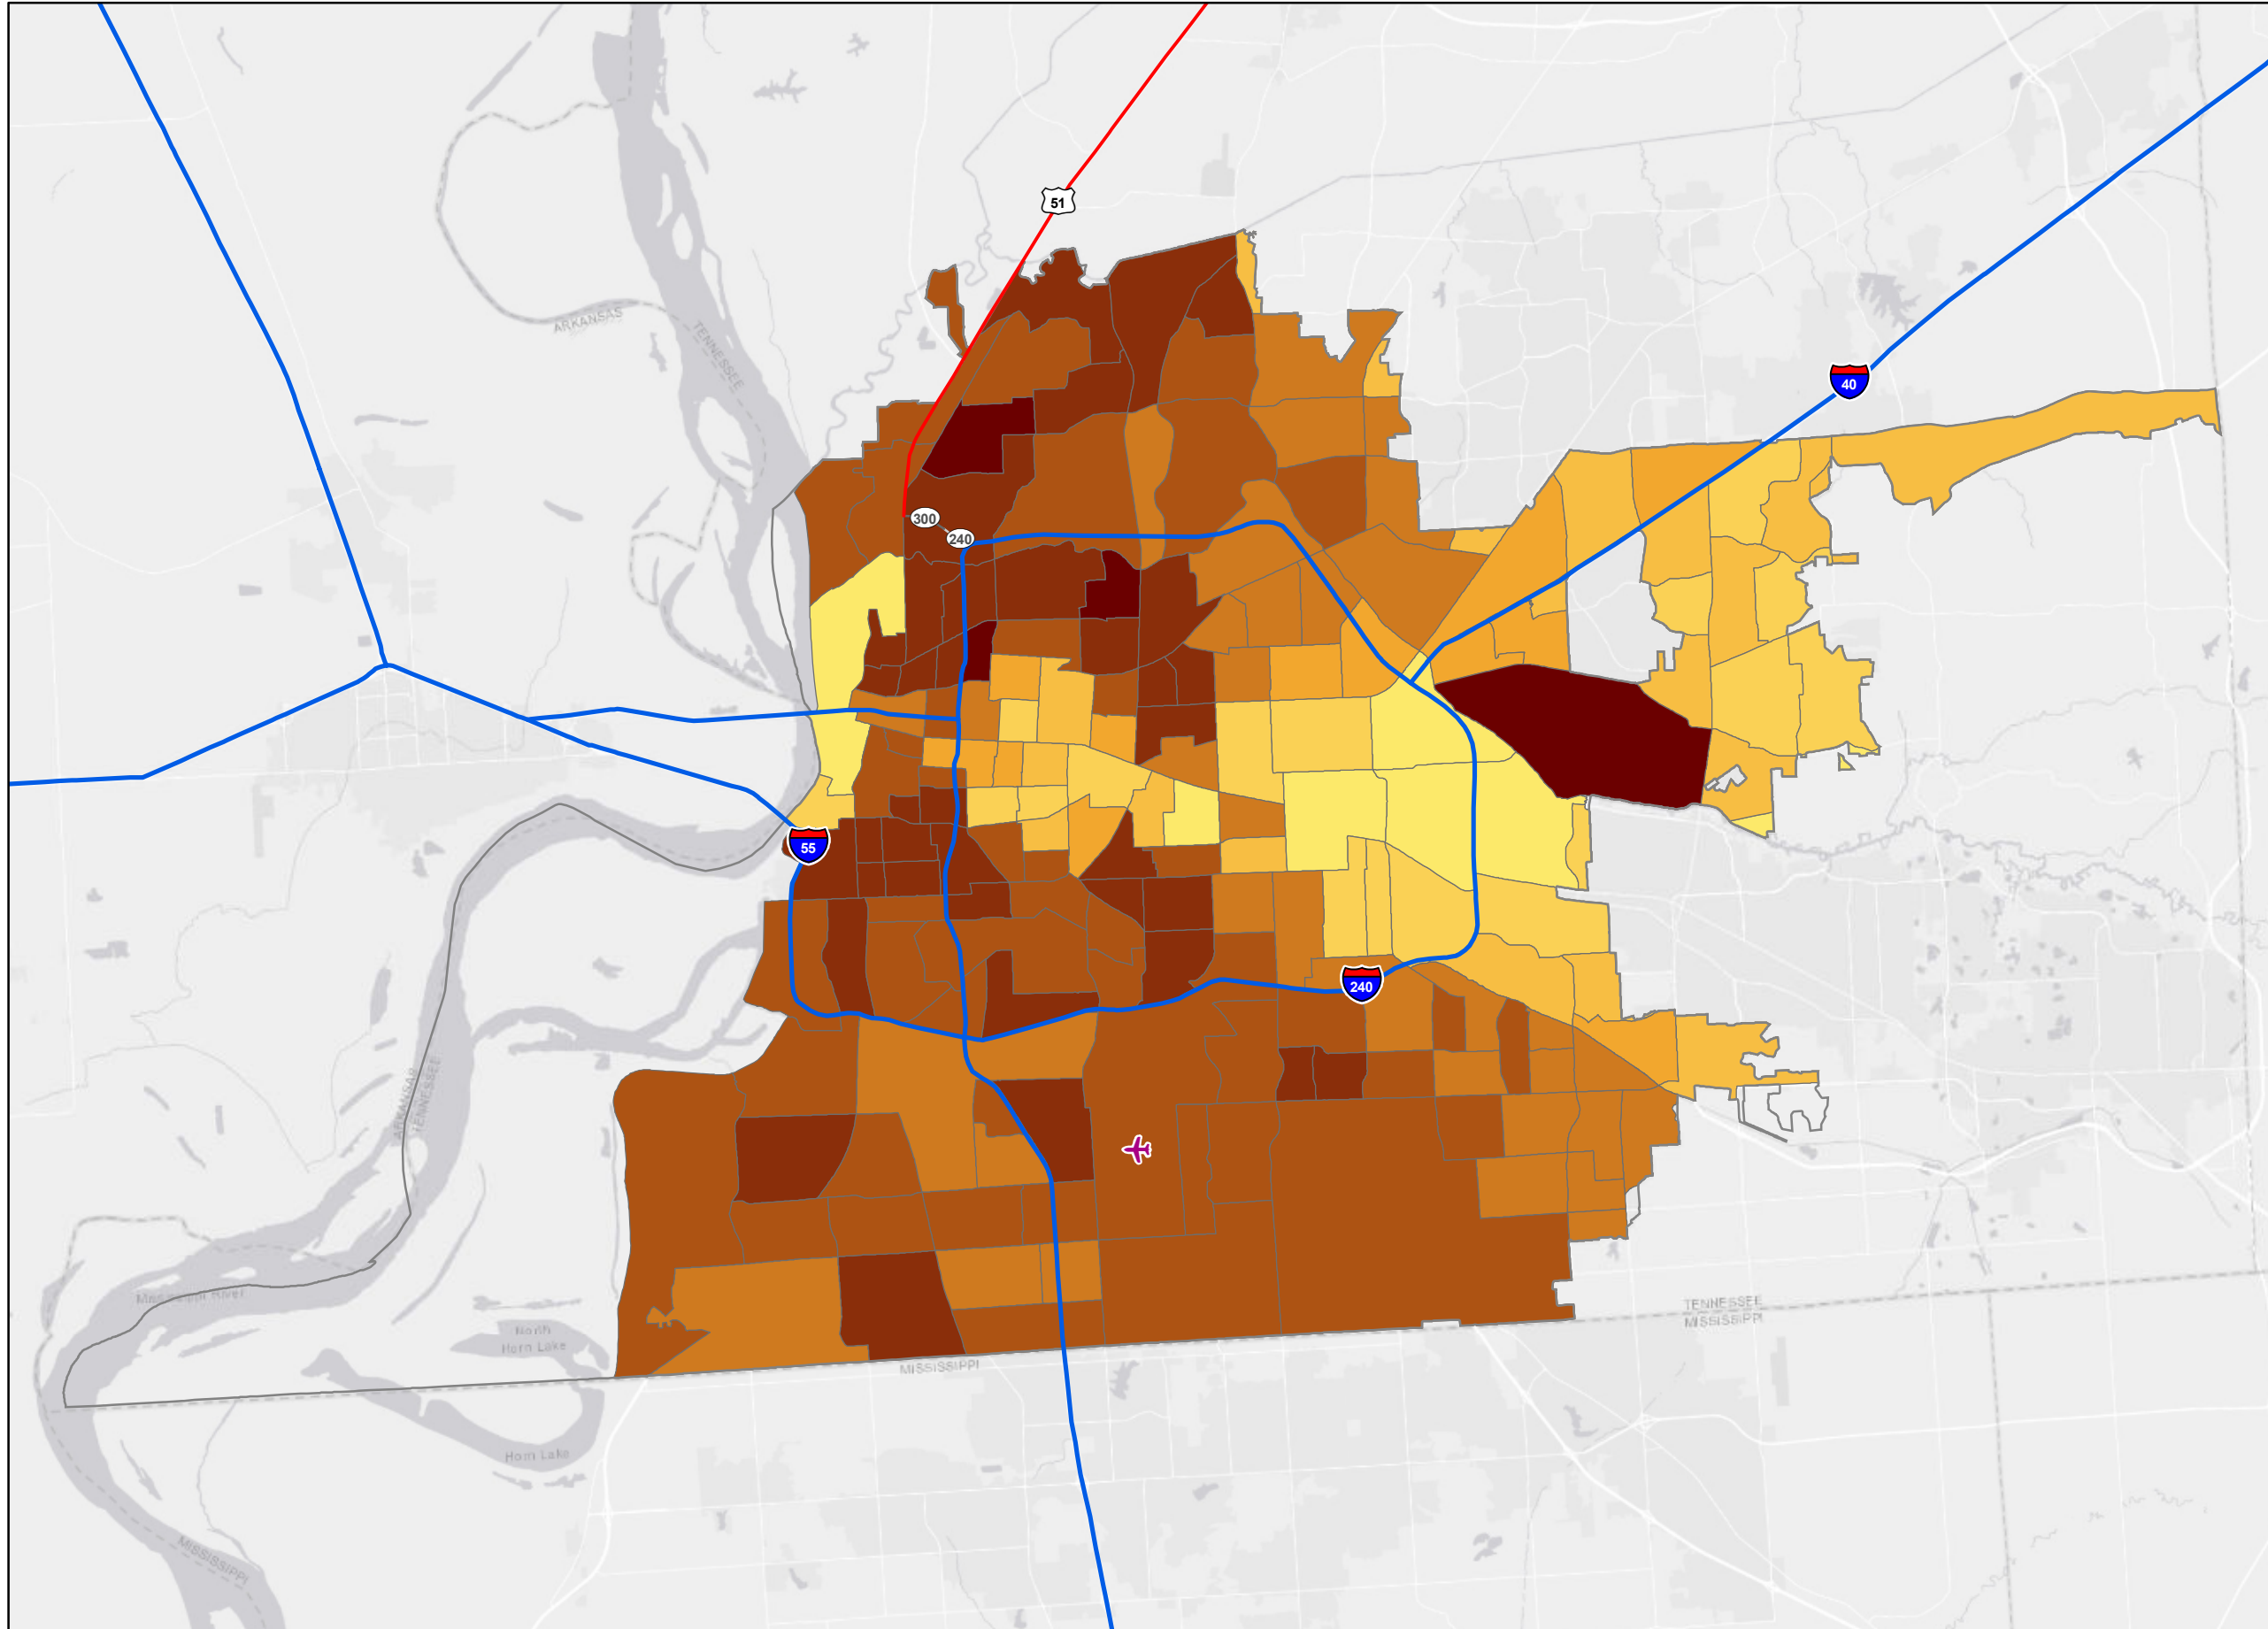 51
ARKANSAS
TENNESSEE
40
300
240
55
240
ARKANSAS
TENNESSEE
Mississippi River
North
Horn Lake
TENNESSEE
MISSISSIPPI
MISSISSIPPI
Horn Lake
MISSISSIPPI